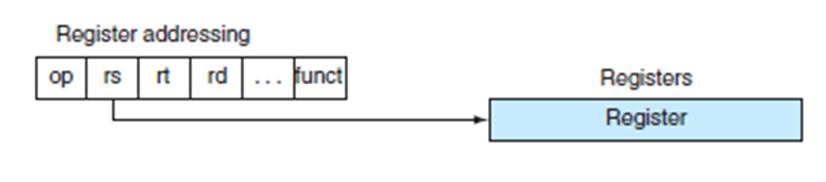 Register addressing
op rs rt rd ... funct
Registers
Register